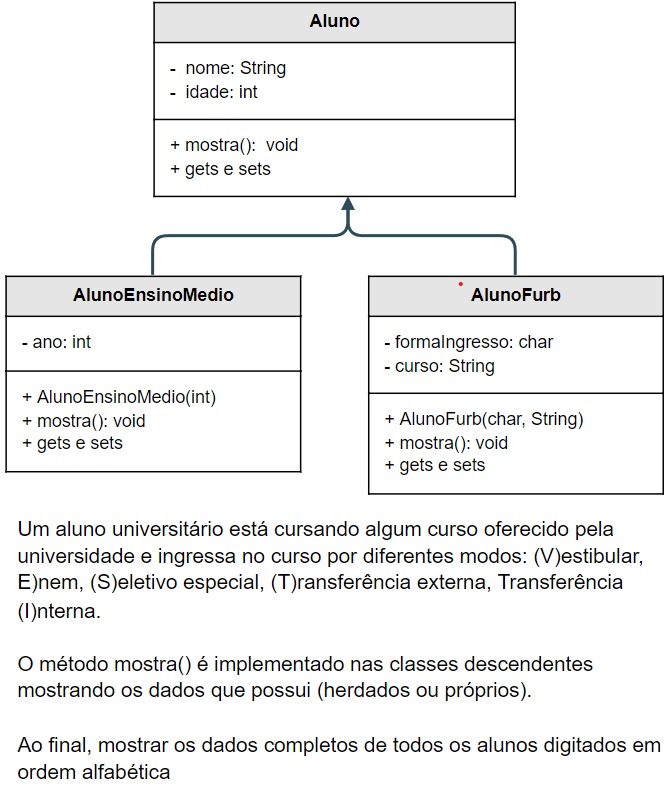 Aluno
- nome: String
- idade: int
+ mostra(): void
+ gets e sets
AlunoEnsinoMedio
- ano: int
+ AlunoEnsinoMedio(int)
+ mostra(): void
+ gets e sets
AlunoFurb
- formaIngresso: char
- curso: String
+ AlunoFurb(char, String)
+ mostra(): void
+ gets e sets
Um aluno universitário está cursando algum curso oferecido pela
universidade e ingressa no curso por diferentes modos: (V)estibular,
E)nem, (S)eletivo especial, (T)ransferência externa, Transferência
(I)nterna.
O método mostra() é implementado nas classes descendentes
mostrando os dados que possui (herdados ou próprios).
Ao final, mostrar os dados completos de todos os alunos digitados em
ordem alfabética